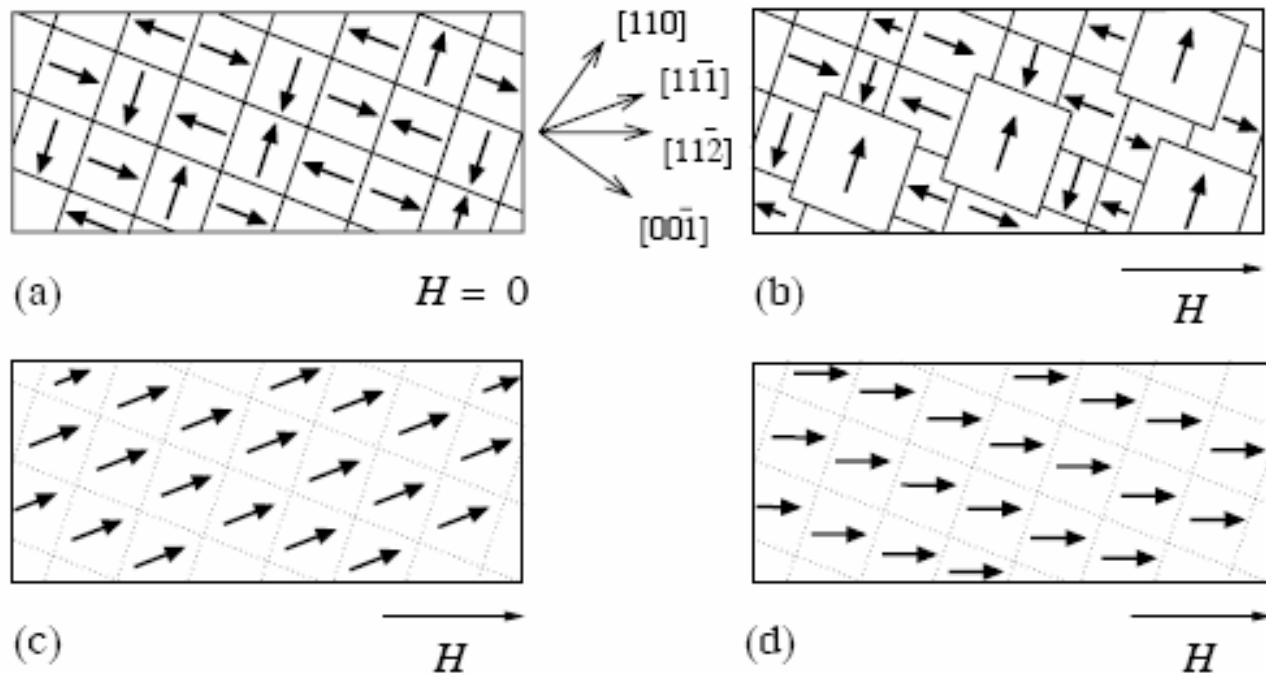 [110]
[11̄1̄]
[112̄]
[001̄]
(a)
H = 0
(b)
H
(c)
H
(d)
H